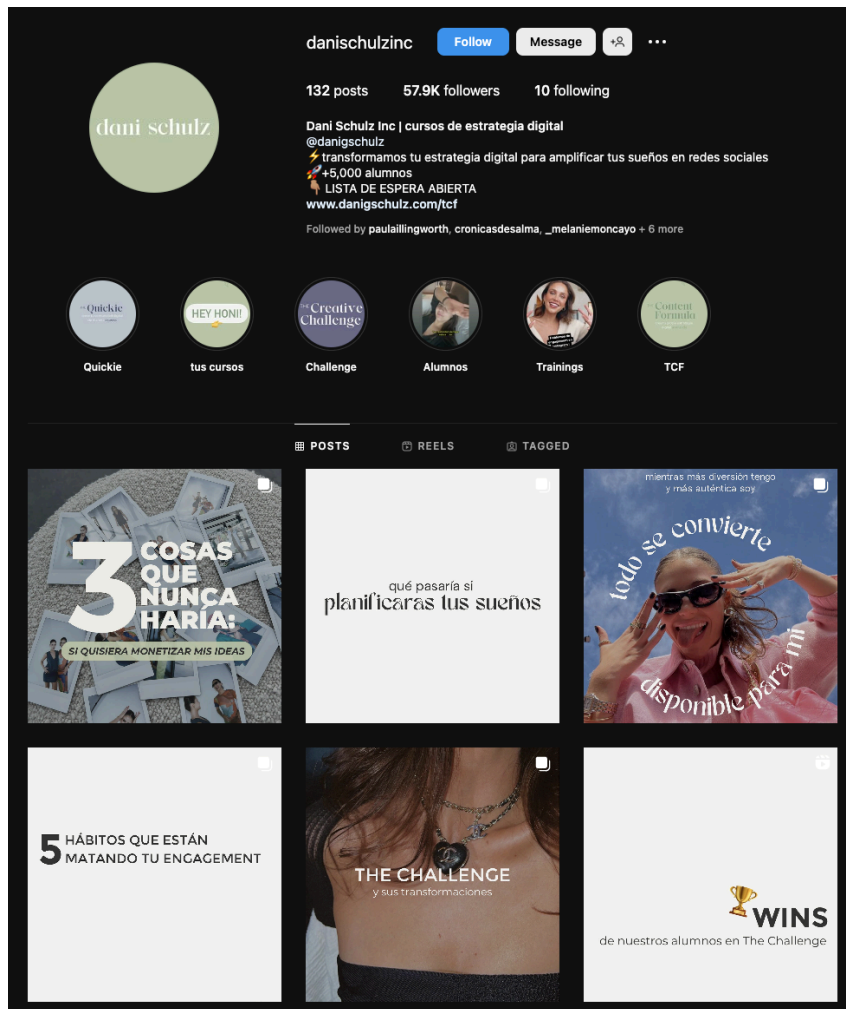 danischulzinc
Follow
Message
132 posts
57.9K followers
10 following
dani schulz
Dani Schulz Inc | cursos de estrategia digital
@danigschulz
⚡transformamos tu estrategia digital para amplificar tus sueños en redes sociales
🚀+5,000 alumnos
👇🏽 LISTA DE ESPERA ABIERTA
www.danigschulz.com/tcf
Followed by paulaillingworth, cronicasdesalma, _melaniemoncayo + 6 more
Quickie
HEY HONI!
THE Creative
Challenge
Content
Formula
Quickie
tus cursos
Challenge
Alumnos
Trainings
TCF
POSTS
REELS
TAGGED
3 COSAS
QUE
NUNCA
HARÍA:
SI QUISIERA MONETIZAR MIS IDEAS
qué pasaría si
planificaras tus sueños
mientras más diversión tengo
y más auténtica soy
todo se convierte
disponible para mi
5 HÁBITOS QUE ESTÁN
MATANDO TU ENGAGEMENT
THE CHALLENGE
y sus transformaciones
🏆WINS
de nuestros alumnos en The Challenge